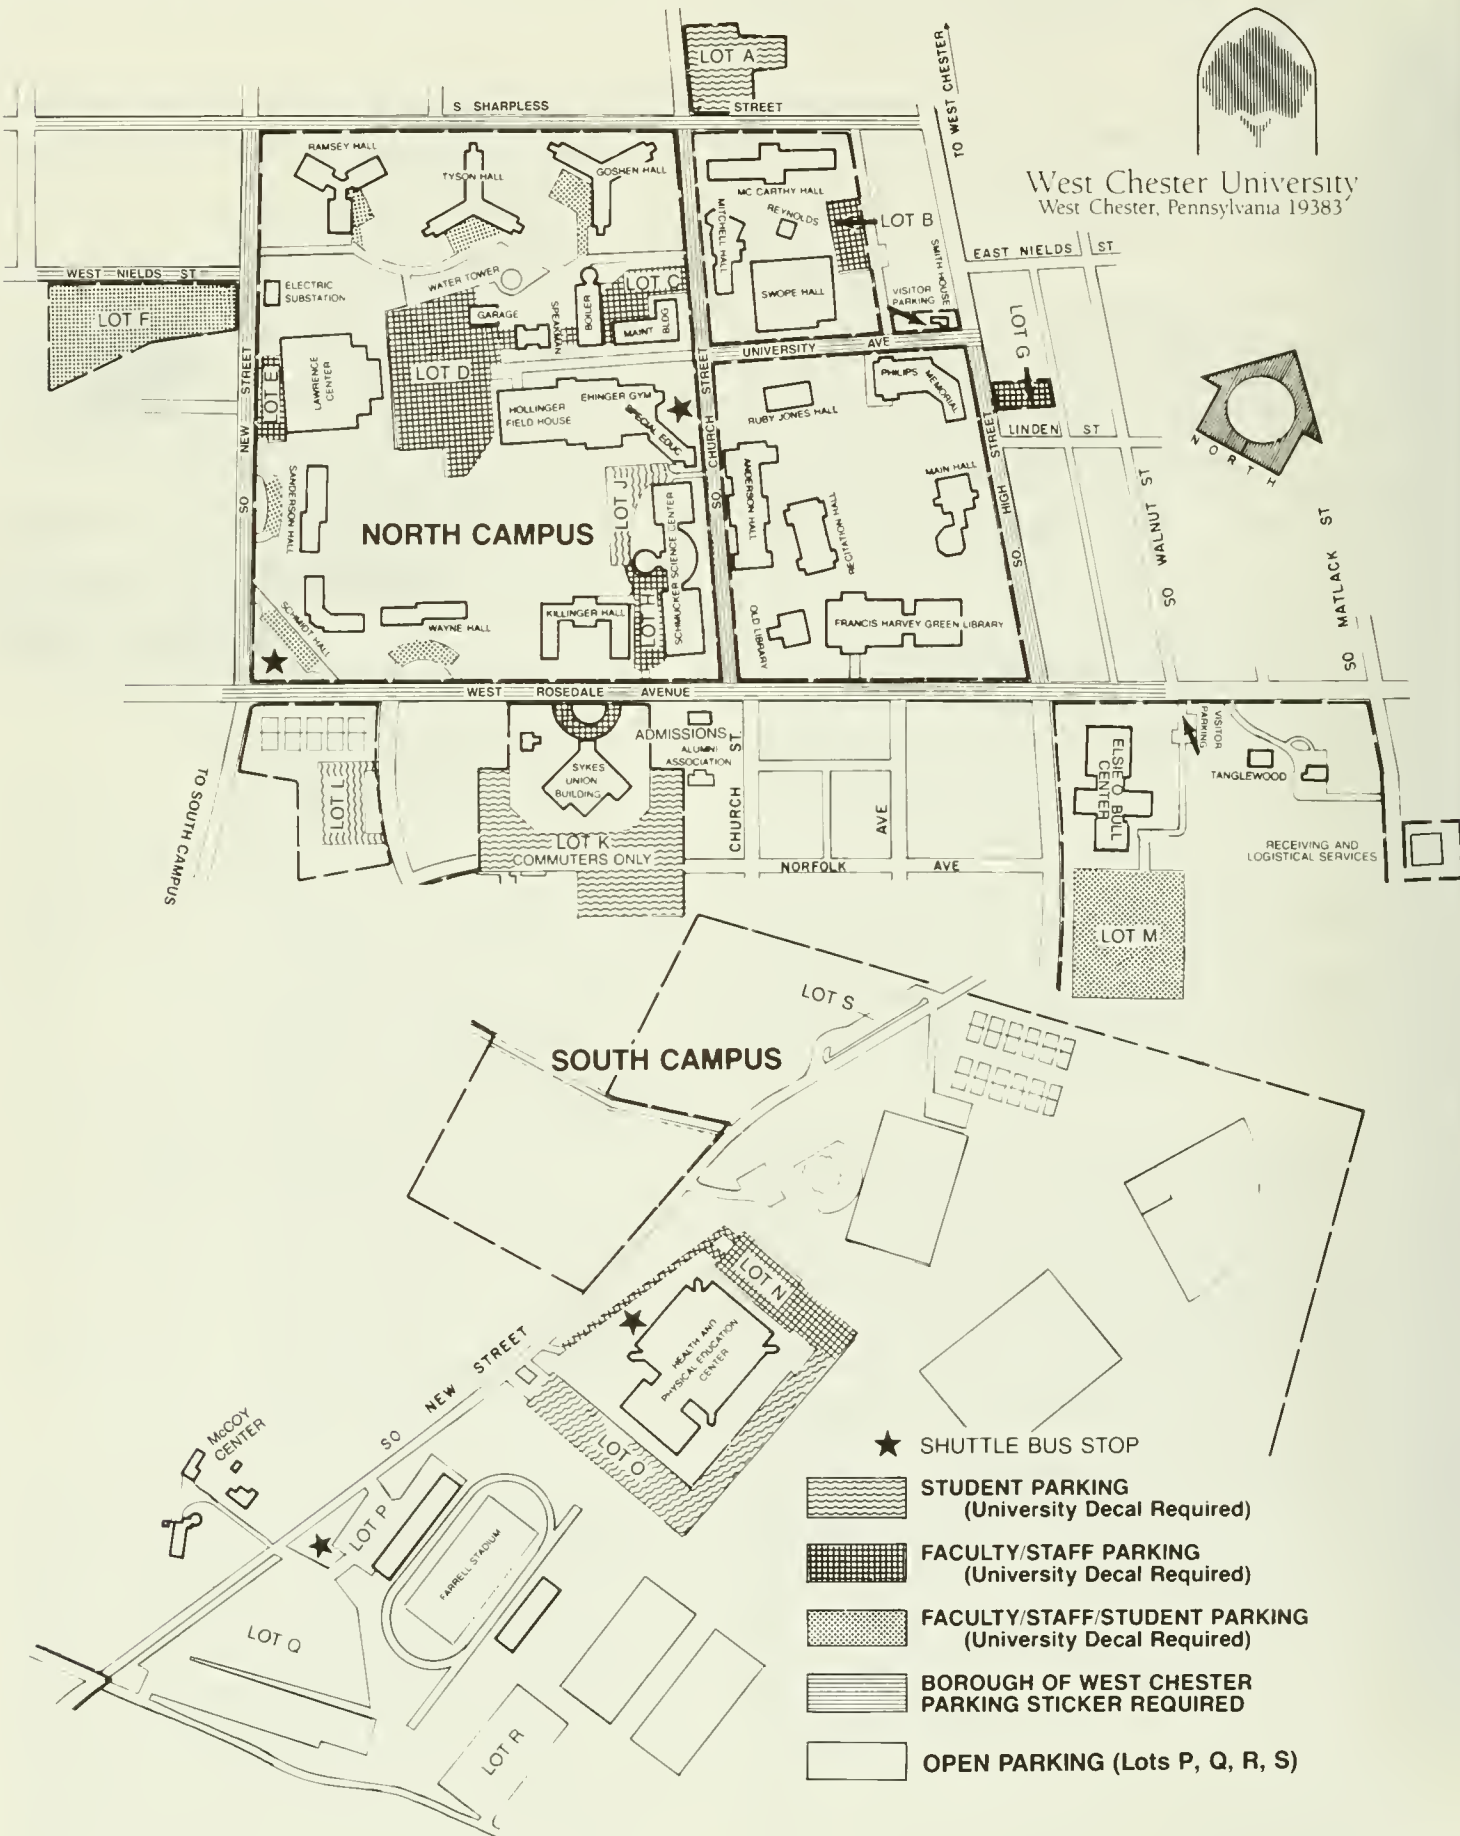 LOT A
S SHARPLESS STREET
TO WEST CHESTER
West Chester University
West Chester, Pennsylvania 19383
RAMSEY HALL
TYSON HALL
GOSHEN HALL
MC CARTHY HALL
MITCHELL HALL
REYNOLDS
LOT B
SMITH HOUSE
EAST NIELDS ST
WEST NIELDS ST
LOT F
ELECTRIC
SUBSTATION
WATER TOWER
GARAGE
SPEAKMAN
BOILER
LOT C
MAINT BLDG
SWOPE HALL
VISITOR
PARKING
LOT G
UNIVERSITY AVE
SO NEW STREET
LOT E
LAWRENCE
CENTER
LOT D
HOLLINGER
FIELD HOUSE
EHINGER GYM
SPECIAL EDUC
SO CHURCH STREET
RUBY JONES HALL
PHILIPS MEMORIAL
LINDEN ST
NORTH
SANDERSON HALL
NORTH CAMPUS
LOT J
SCHMUCKER SCIENCE CENTER
ANDERSON HALL
RECITATION HALL
MAIN HALL
SO HIGH STREET
SO WALNUT ST
SO MATLACK ST
SCHMIDT HALL
WAYNE HALL
KILLINGER HALL
LOT H
OLD LIBRARY
FRANCIS HARVEY GREEN LIBRARY
WEST ROSEDALE AVENUE
TO SOUTH CAMPUS
LOT L
SYKES
UNION
BUILDING
ADMISSIONS
ALUMNI
ASSOCIATION
LOT K
COMMUTERS ONLY
CHURCH ST.
AVE
NORFOLK AVE
ELSIE O BULL
CENTER
VISITOR
PARKING
TANGLEWOOD
RECEIVING AND
LOGISTICAL SERVICES
LOT M
LOT S
SOUTH CAMPUS
LOT N
HEALTH AND
PHYSICAL EDUCATION
CENTER
LOT O
SO NEW STREET
McCOY
CENTER
LOT P
FARRELL STADIUM
LOT Q
LOT R
SHUTTLE BUS STOP
STUDENT PARKING
(University Decal Required)
FACULTY/STAFF PARKING
(University Decal Required)
FACULTY/STAFF/STUDENT PARKING
(University Decal Required)
BOROUGH OF WEST CHESTER
PARKING STICKER REQUIRED
OPEN PARKING (Lots P, Q, R, S)